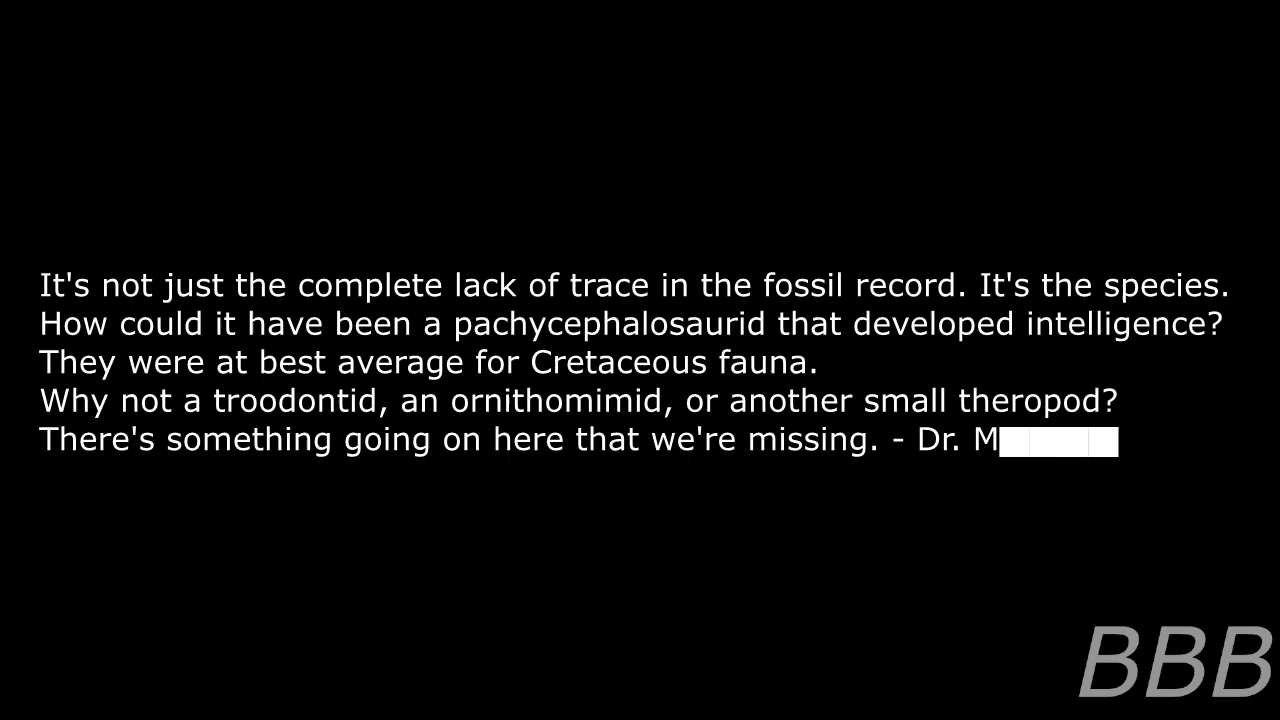 It's not just the complete lack of trace in the fossil record. It's the species.
How could it have been a pachycephalosaurid that developed intelligence?
They were at best average for Cretaceous fauna.
Why not a troodontid, an ornithomimid, or another small theropod?
There's something going on here that we're missing. - Dr. M████
BBB